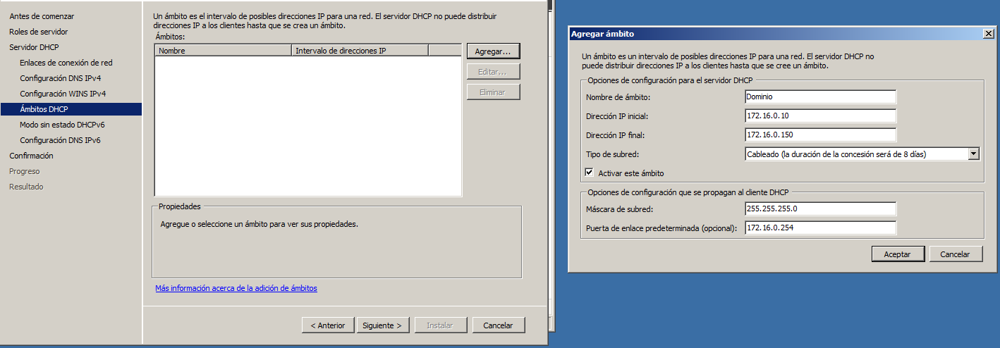 Antes de comenzar
Roles de servidor
Servidor DHCP
Enlaces de conexión de red
Configuración DNS IPv4
Configuración WINS IPv4
Ámbitos DHCP
Modo sin estado DHCPv6
Configuración DNS IPv6
Confirmación
Progreso
Resultado
Un ámbito es el intervalo de posibles direcciones IP para una red. El servidor DHCP no puede distribuir
direcciones IP a los clientes hasta que se crea un ámbito.
Ámbitos:
Nombre Intervalo de direcciones IP
Agregar...
Editar...
Eliminar
Propiedades
Agregue o seleccione un ámbito para ver sus propiedades.
Más información acerca de la adición de ámbitos
< Anterior Siguiente > Instalar Cancelar
Agregar ámbito
Un ámbito es un intervalo de posibles direcciones IP para una red. El servidor DHCP no
puede distribuir direcciones IP a los clientes hasta que se cree un ámbito.
Opciones de configuración para el servidor DHCP
Nombre de ámbito: Dominio
Dirección IP inicial: 172.16.0.10
Dirección IP final: 172.16.0.150
Tipo de subred: Cableado (la duración de la concesión será de 8 días)
Activar este ámbito
Opciones de configuración que se propagan al cliente DHCP
Máscara de subred: 255.255.255.0
Puerta de enlace predeterminada (opcional): 172.16.0.254
Aceptar Cancelar